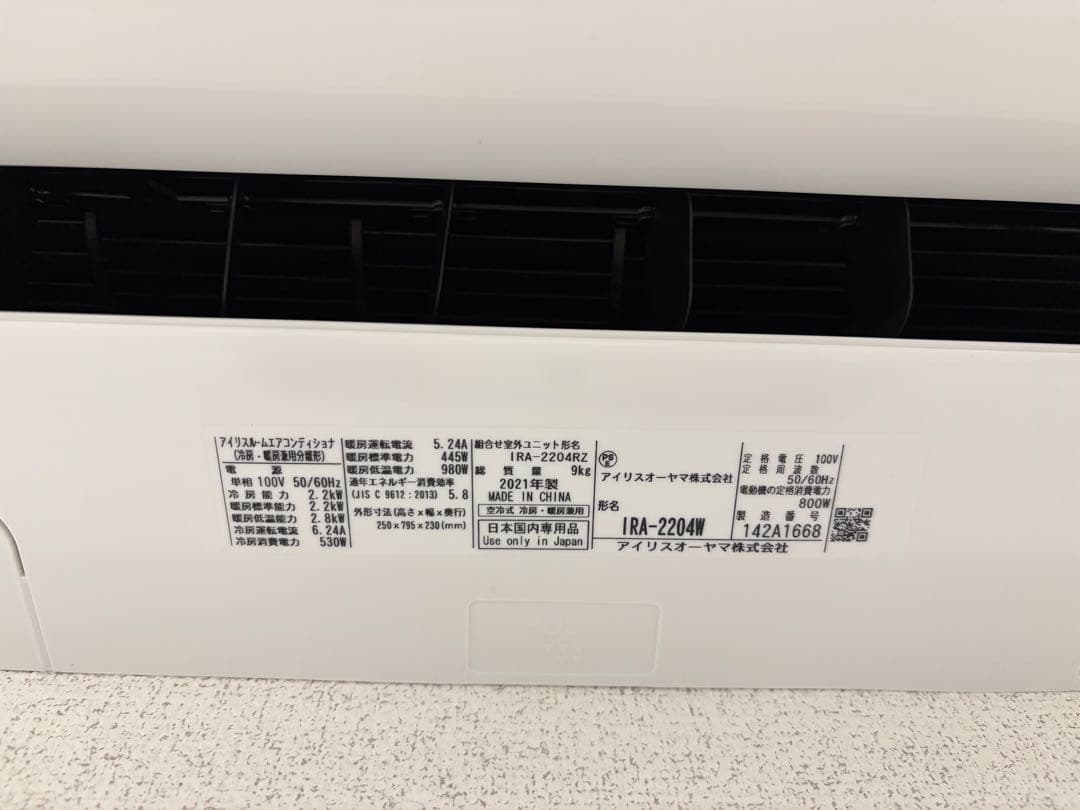 アイリスルームエアコンディショナ
(冷房・暖房兼用分離形)
電 源
単相 100V 50/60Hz
冷房能力 2.2kW
暖房標準能力 2.2kW
暖房低温能力 2.8kW
冷房運転電流 6.24A
冷房消費電力 530W
暖房運転電流 5.24A
暖房標準電力 445W
暖房低温電力 980W
通年エネルギー消費効率
(JIS C 9612:2013) 5.8
外形寸法(高さx幅x奥行)
250×795×230(mm)
組合せ室外ユニット形名
IRA-2204RZ
総 質 量 9kg
2021年製
MADE IN CHINA
空冷式 冷房・暖房兼用
日本国内専用品
Use only in Japan
PS
E
アイリスオーヤマ株式会社
形名
IRA-2204W
アイリスオーヤマ株式会社
定格電圧 100V
定格周波数
50/60Hz
電動機の定格消費電力
800W
製造番号
142A1668